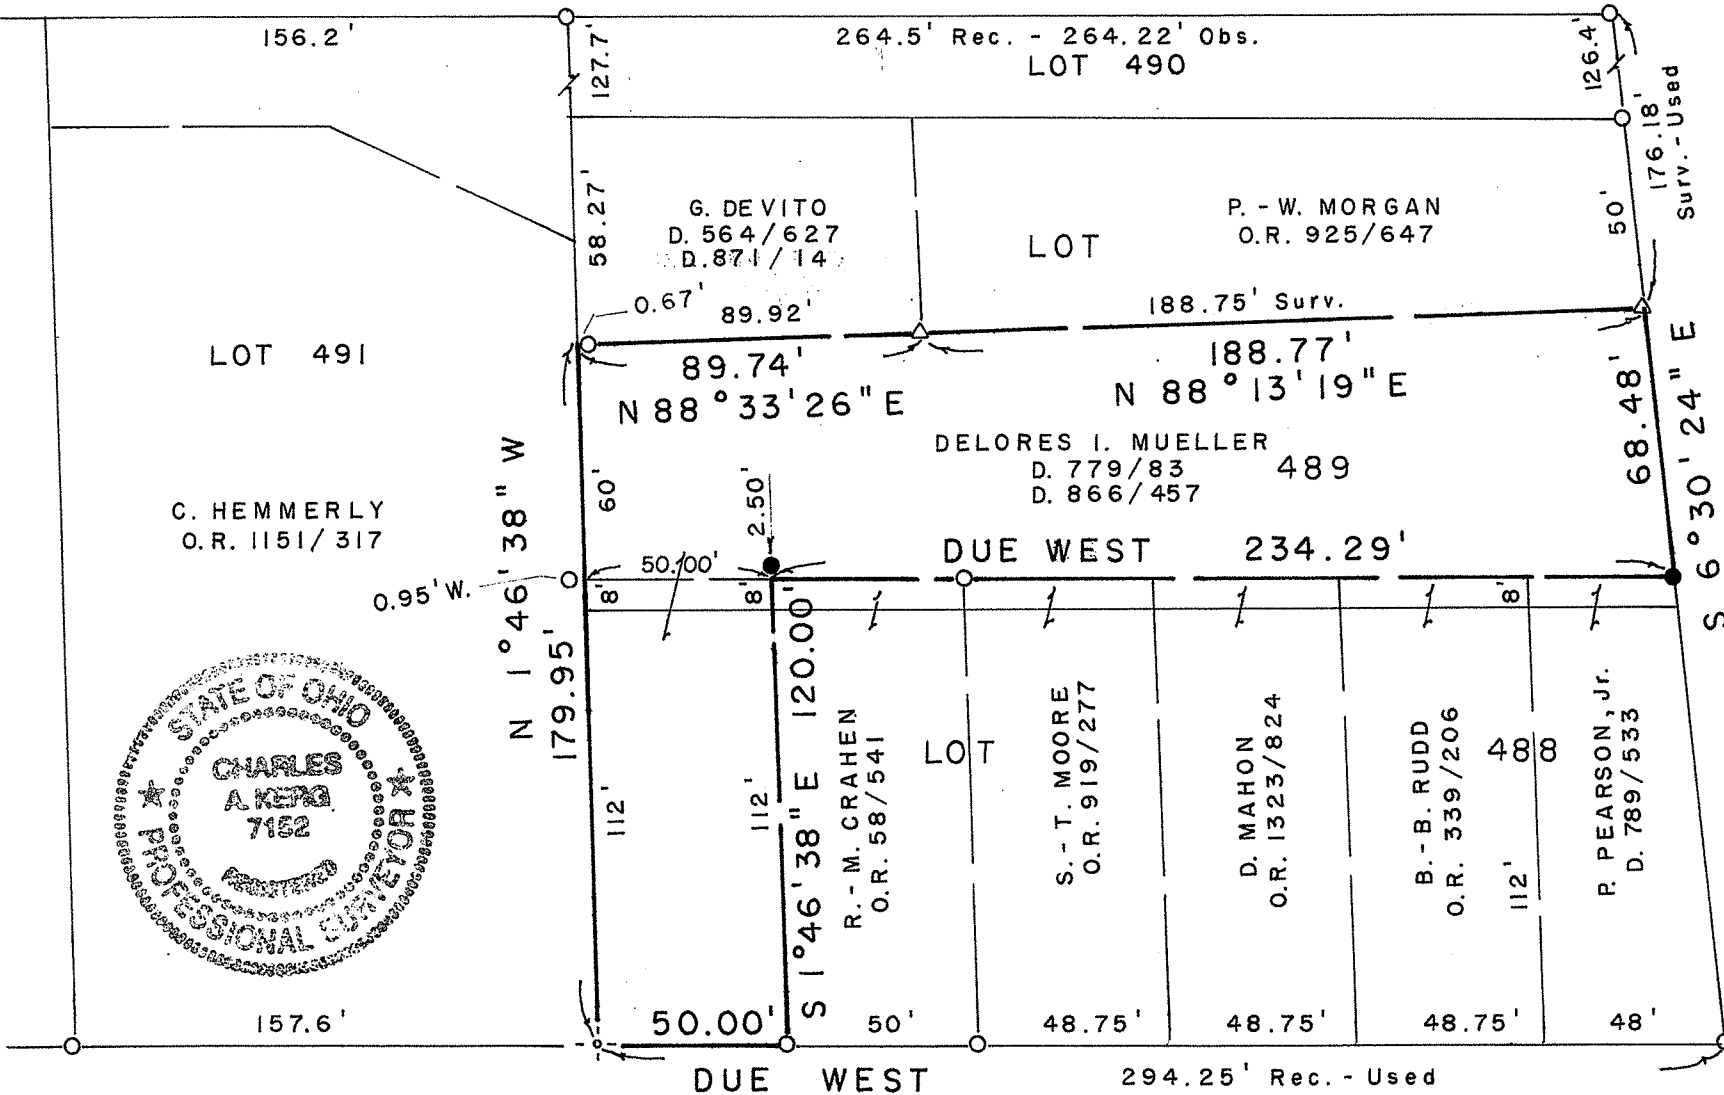 156.2'
127.7'
264.5' Rec. - 264.22' Obs.
LOT 490
126.4'
176.18'
Surv.-Used
58.27'
G. DEVITO
D. 564/627
D.871/14
LOT
P.-W. MORGAN
O.R. 925/647
50'
0.67'
89.92'
188.75' Surv.
LOT 491
89.74'
N 88°33'26"E
188.77'
N 88°13'19"E
68.48'
S 6°30'24"E
C. HEMMERLY
O.R. 1151/317
N 1°46'38"W
179.95'
60'
2.50'
DELORES I. MUELLER
D. 779/83
D. 866/457
489
DUE WEST 234.29'
50.00'
0.95'W.
8'
8'
8'
STATE OF OHIO
CHARLES
A. KERG
7152
REGISTERED
PROFESSIONAL SURVEYOR
112'
112'
S 1°46'38"E 120.00'
R.-M. CRAHEN
O.R. 58/541
LOT
S.-T. MOORE
O.R. 919/277
D. MAHON
O.R. 1323/824
B.-B. RUDD
O.R. 339/206
488
112'
P. PEARSON, Jr.
D. 789/533
157.6'
50.00'
50'
48.75'
48.75'
48.75'
48'
DUE WEST
294.25' Rec.-Used